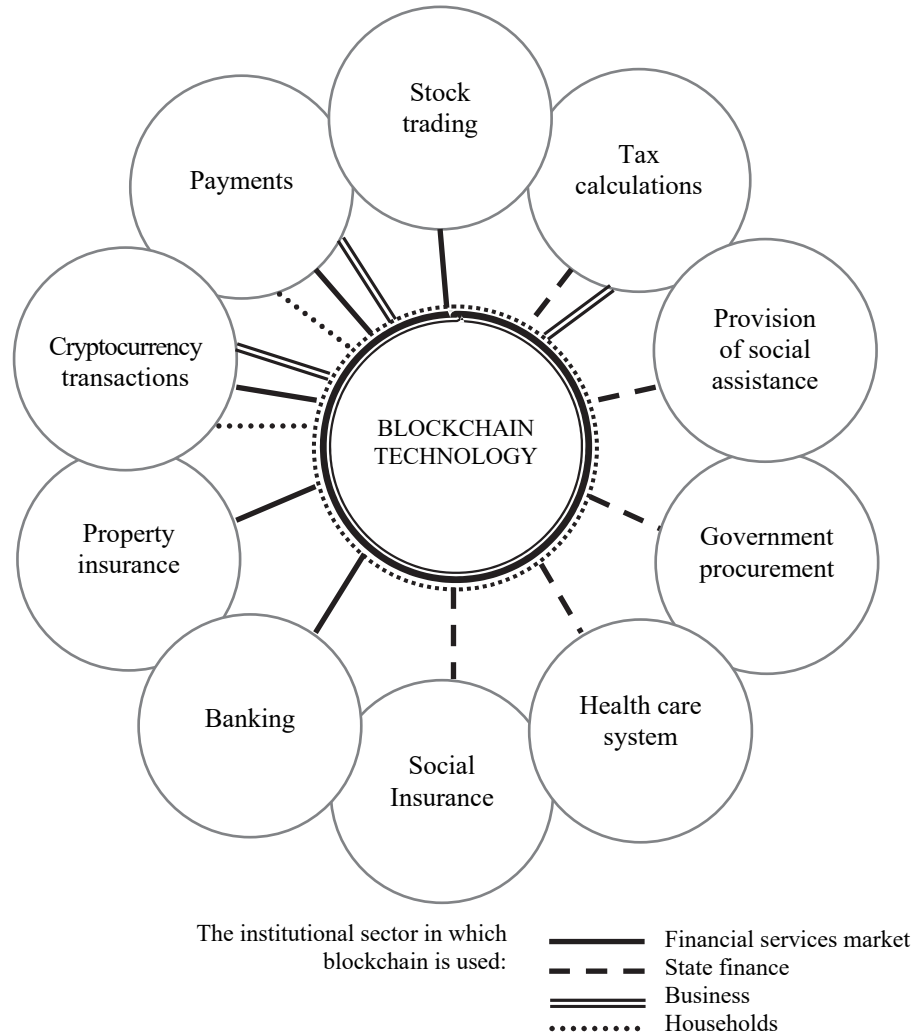 Stock
trading
Tax
calculations
Payments
Provision
of social
assistance
Cryptocurrency
transactions
BLOCKCHAIN
TECHNOLOGY
Government
procurement
Property
insurance
Health care
system
Banking
Social
Insurance
The institutional sector in which
blockchain is used:
Financial services market
State finance
Business
Households